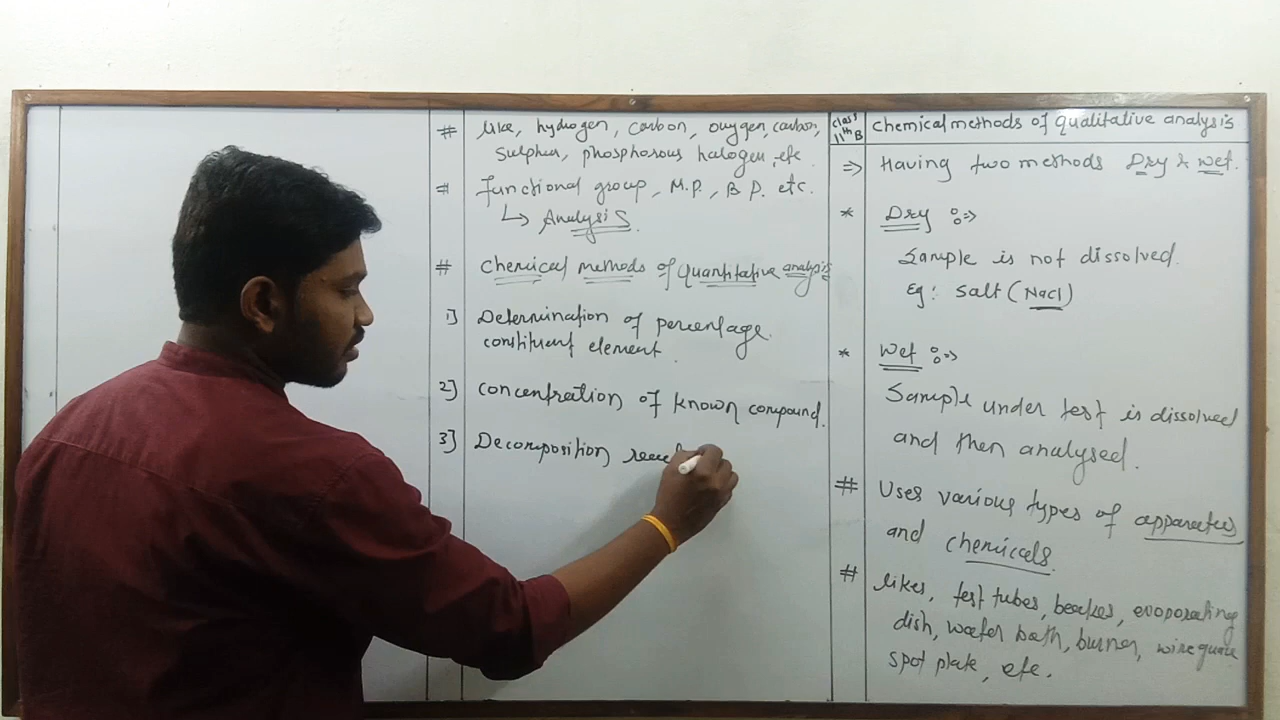 class 11th B
chemical methods of qualitative analysis
⇒ Having two methods Dry & Wet.
* Dry :⇒
Sample is not dissolved.
Eg: Salt (Nacl)
* Wet :⇒
Sample under test is dissolved
and then analysed.
# Uses various types of apparatus
and chemicals.
# likes, test tubes, beakes, evoporating
dish, water bath, burner, wire guaze
spot plate, etc.
# like, hydrogen, carbon, oxygen, carbon,
Sulphur, phosphorous halogen, etc.
# functional group, M.P., B.P. etc.
↳ Analysis.
# chemical methods of quantitative analysis
1] Determination of percentage.
constituent element.
2] concentration of known compound.
3] Decomposition